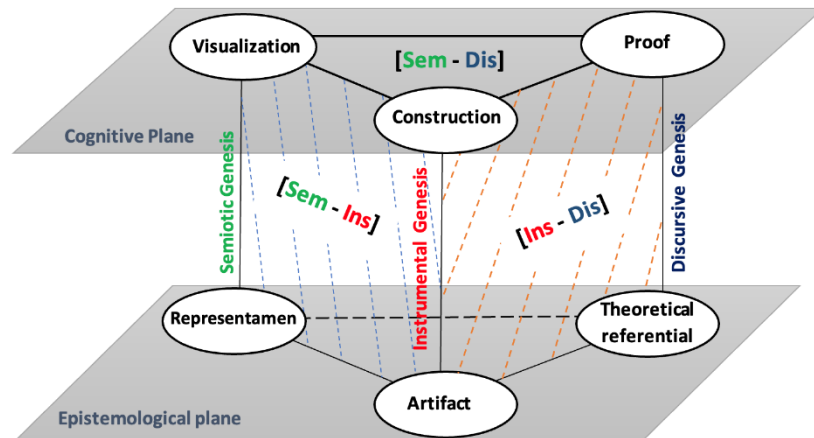 Visualization
Proof
[Sem - Dis]
Construction
Cognitive Plane
Semiotic Genesis
[Sem - Ins]
Instrumental Genesis
[Ins - Dis]
Discursive Genesis
Representamen
Theoretical
referential
Artifact
Epistemological plane